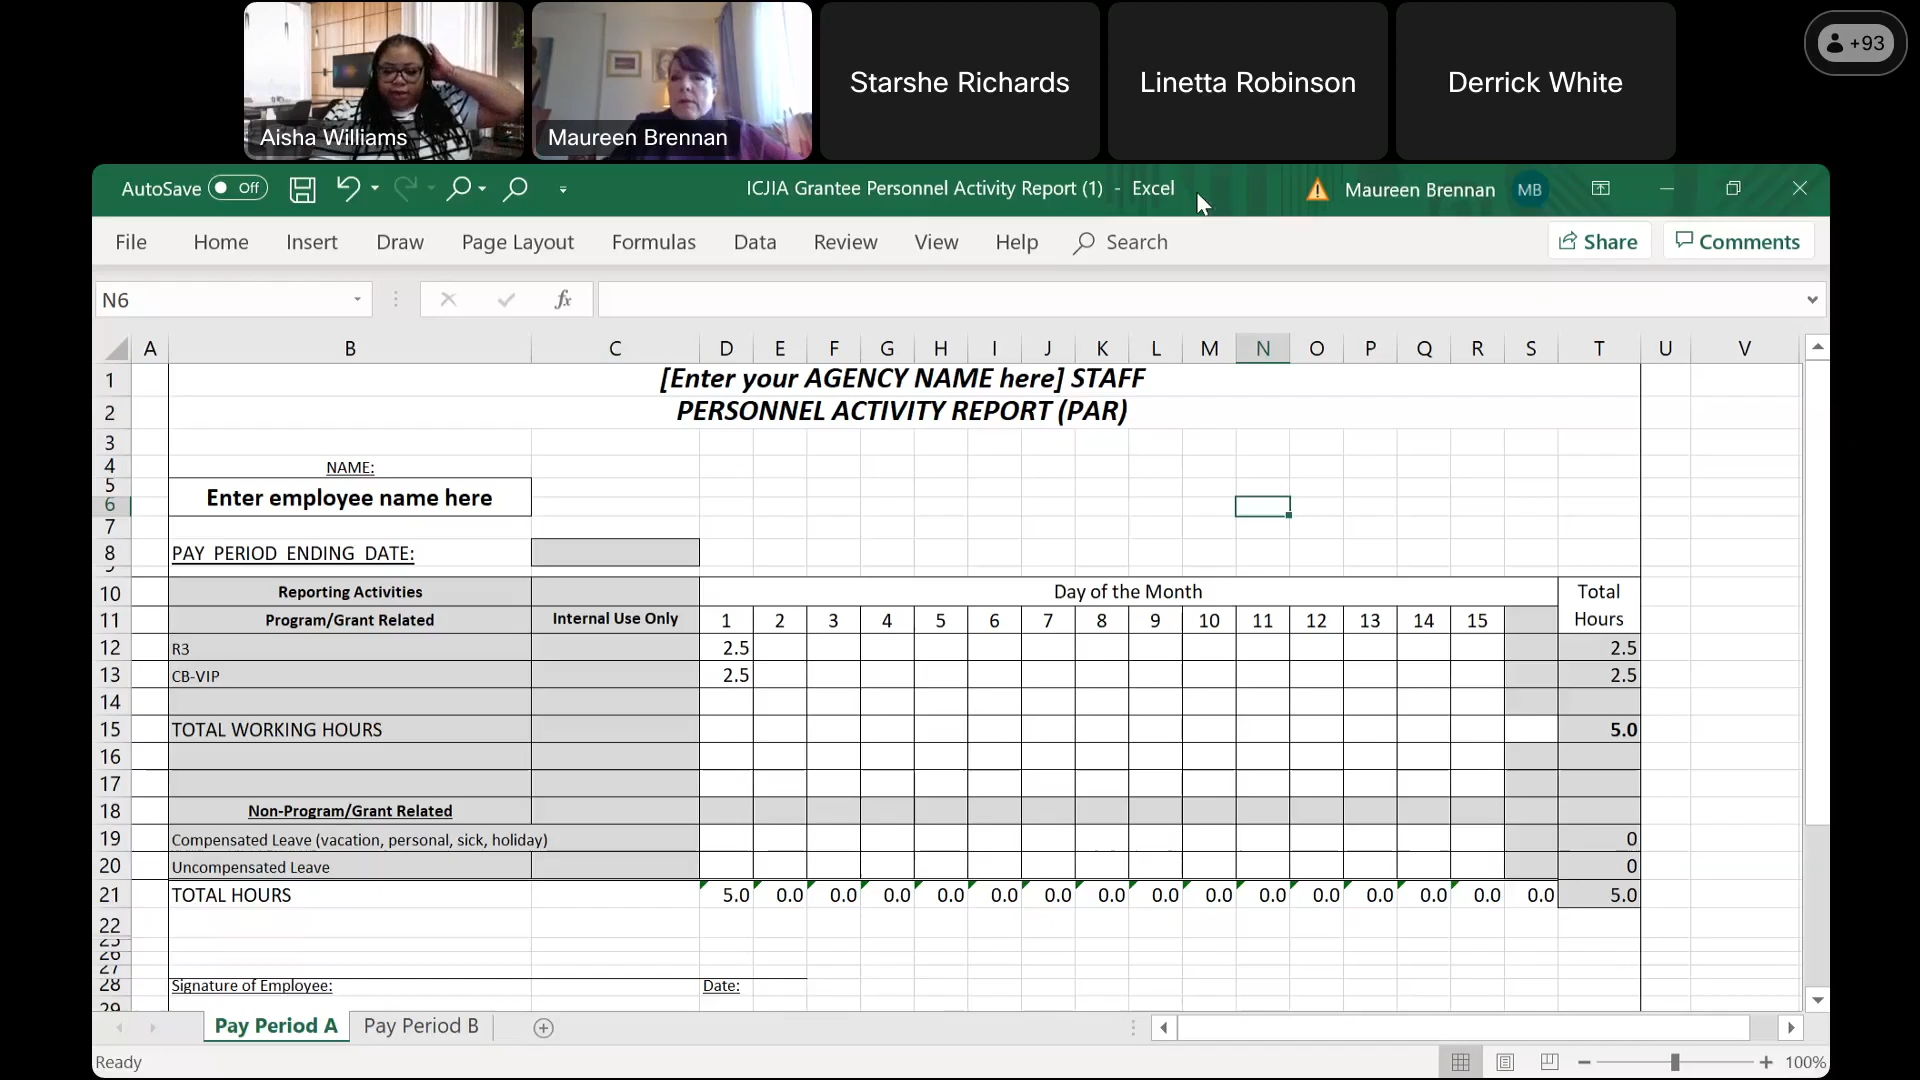 Aisha Williams
Maureen Brennan
Starshe Richards
Linetta Robinson
Derrick White
+93
AutoSave Off
ICJIA Grantee Personnel Activity Report (1) - Excel
Maureen Brennan MB
File Home Insert Draw Page Layout Formulas Data Review View Help Search Share Comments
N6 fx
A B C D E F G H I J K L M N O P Q R S T U V
1 [Enter your AGENCY NAME here] STAFF
2 PERSONNEL ACTIVITY REPORT (PAR)
3
4 NAME:
5
6 Enter employee name here
7
8 PAY PERIOD ENDING DATE:
9
10 Reporting Activities Day of the Month Total
11 Program/Grant Related Internal Use Only 1 2 3 4 5 6 7 8 9 10 11 12 13 14 15 Hours
12 R3 2.5 2.5
13 CB-VIP 2.5 2.5
14
15 TOTAL WORKING HOURS 5.0
16
17
18 Non-Program/Grant Related
19 Compensated Leave (vacation, personal, sick, holiday) 0
20 Uncompensated Leave 0
21 TOTAL HOURS 5.0 0.0 0.0 0.0 0.0 0.0 0.0 0.0 0.0 0.0 0.0 0.0 0.0 0.0 0.0 0.0 5.0
22
25
26
27
28 Signature of Employee: Date:
29
Pay Period A Pay Period B
Ready 100%